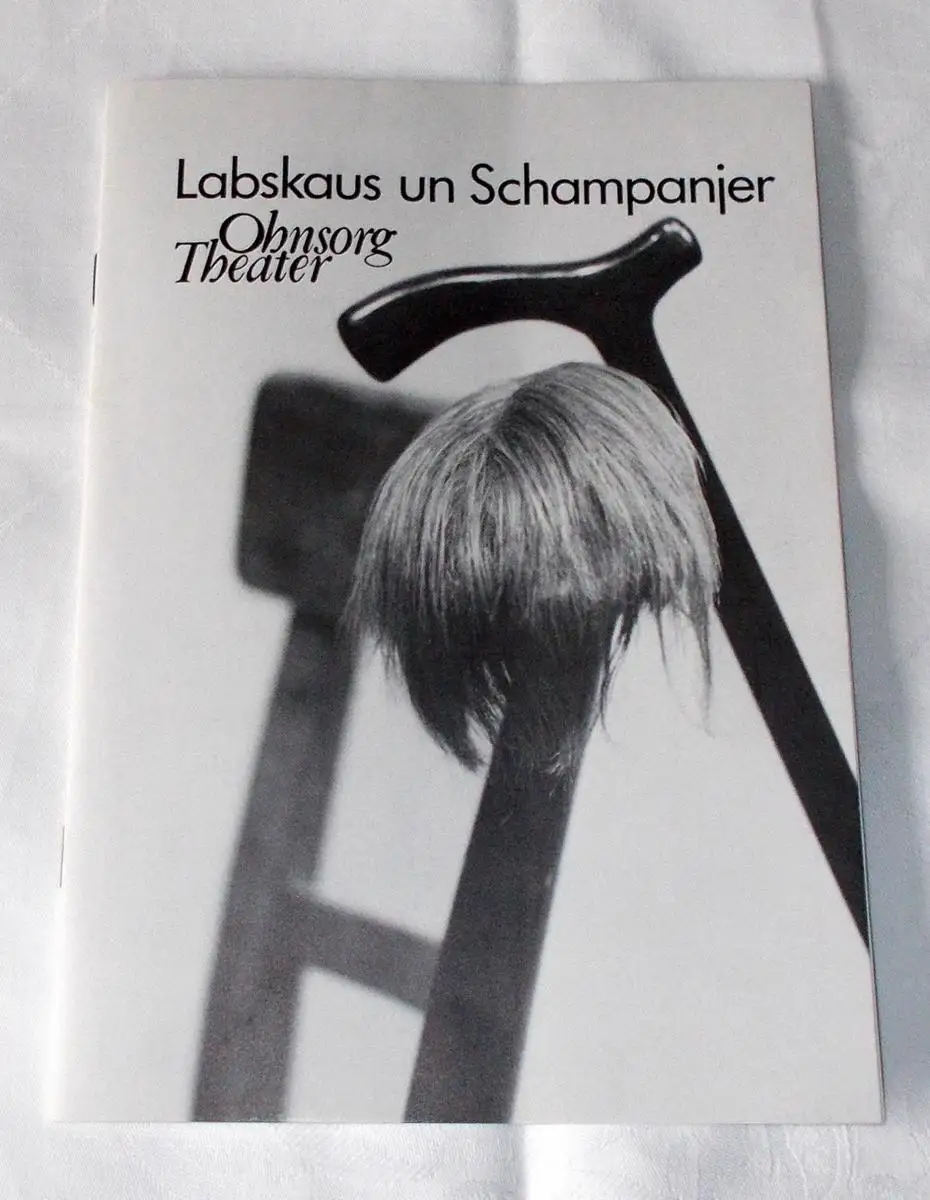 Labskaus un Schampanjer
Ohnsorg
Theater